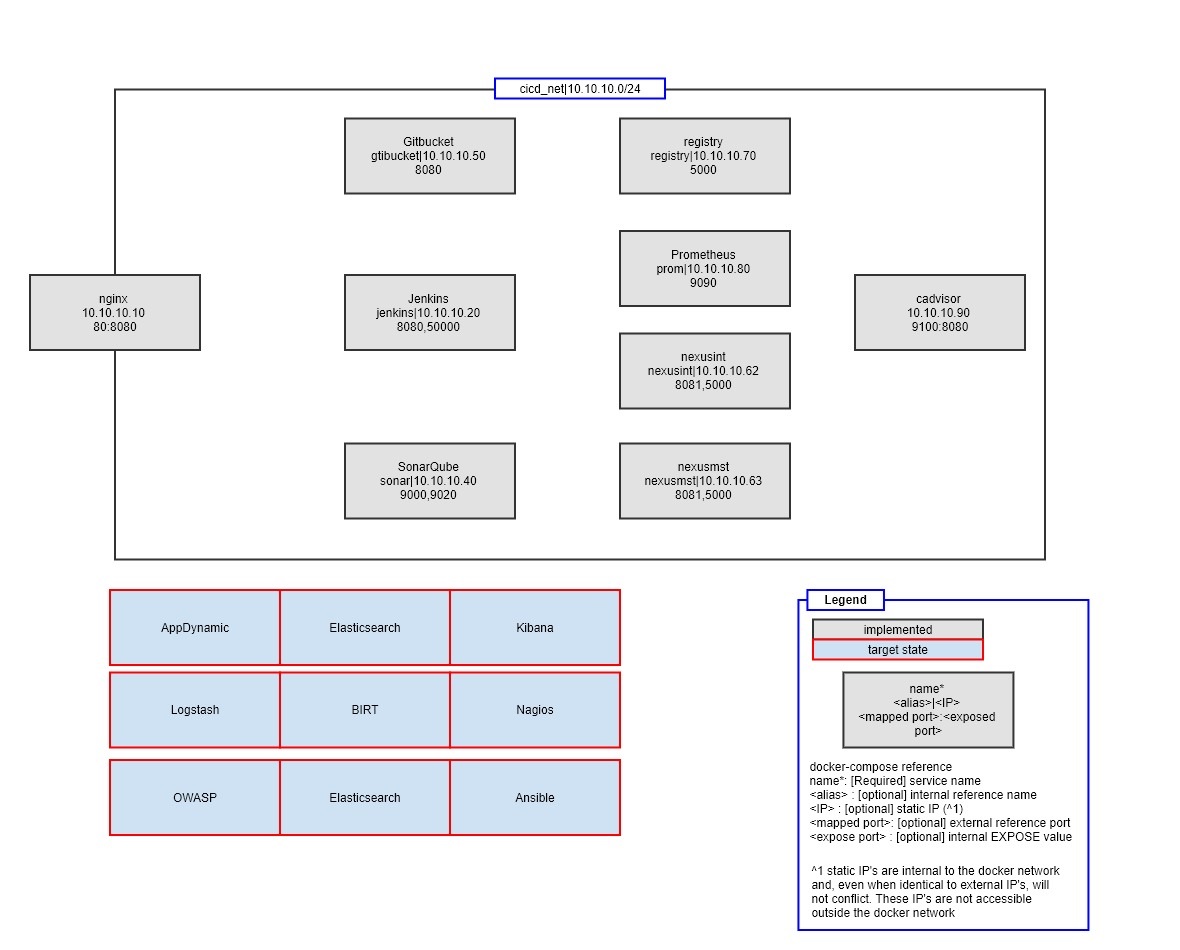 cicd_net|10.10.10.0/24
Gitbucket
gtibucket|10.10.10.50
8080
registry
registry|10.10.10.70
5000
Prometheus
prom|10.10.10.80
9090
nginx
10.10.10.10
80:8080
Jenkins
jenkins|10.10.10.20
8080,50000
cadvisor
10.10.10.90
9100:8080
nexusint
nexusint|10.10.10.62
8081,5000
SonarQube
sonar|10.10.10.40
9000,9020
nexusmst
nexusmst|10.10.10.63
8081,5000
AppDynamic
Elasticsearch
Kibana
Logstash
BIRT
Nagios
OWASP
Elasticsearch
Ansible
Legend
implemented
target state
name*
<alias>|<IP>
<mapped port>:<exposed
port>
docker-compose reference
name*: [Required] service name
<alias> : [optional] internal reference name
<IP> : [optional] static IP (^1)
<mapped port>: [optional] external reference port
<expose port> : [optional] internal EXPOSE value
^1 static IP's are internal to the docker network
and, even when identical to external IP's, will
not conflict. These IP's are not accessible
outside the docker network